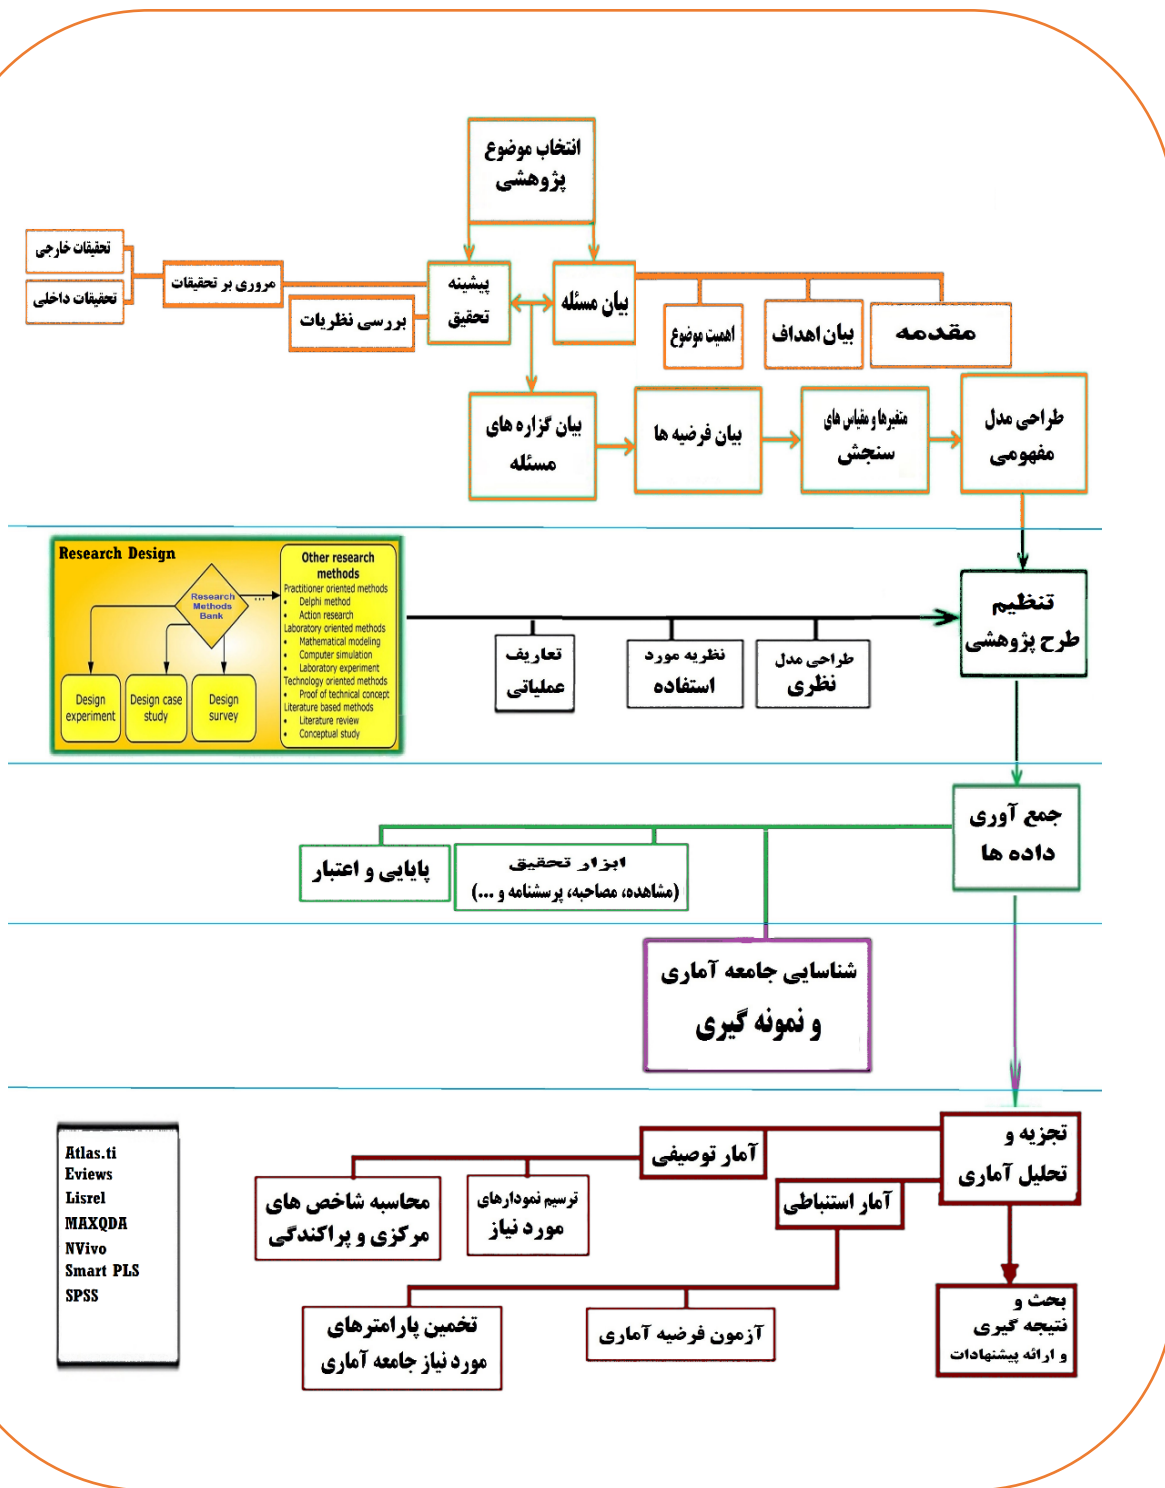 انتخاب موضوع
پژوهشی
بیان مسئله
پیشینه
تحقیق
مقدمه
بیان اهداف
اهمیت موضوع
مروری بر تحقیقات
تحقیقات خارجی
تحقیقات داخلی
بررسی نظریات
بیان گزاره های
مسئله
بیان فرضیه ها
متغیرها و مقیاس های
سنجش
طراحی مدل
مفهومی
تنظیم
طرح پژوهشی
طراحی مدل
نظری
نظریه مورد
استفاده
تعاریف
عملیاتی
Research Design
Research
Methods
Bank
...
Design
experiment
Design case
study
Design
survey
Other research
methods
Practitioner oriented methods
• Delphi method
• Action research
Laboratory oriented methods
• Mathematical modeling
• Computer simulation
• Laboratory experiment
Technology oriented methods
• Proof of technical concept
Literature based methods
• Literature review
• Conceptual study
جمع آوری
داده ها
ابزار تحقیق
(مشاهده، مصاحبه، پرسشنامه و ...)
پایایی و اعتبار
شناسایی جامعه آماری
و نمونه گیری
تجزیه و
تحلیل آماری
آمار توصیفی
ترسیم نمودارهای
مورد نیاز
محاسبه شاخص های
مرکزی و پراکندگی
آمار استنباطی
آزمون فرضیه آماری
تخمین پارامترهای
مورد نیاز جامعه آماری
بحث و
نتیجه گیری
و ارائه پیشنهادات
Atlas.ti
Eviews
Lisrel
MAXQDA
NVivo
Smart PLS
SPSS